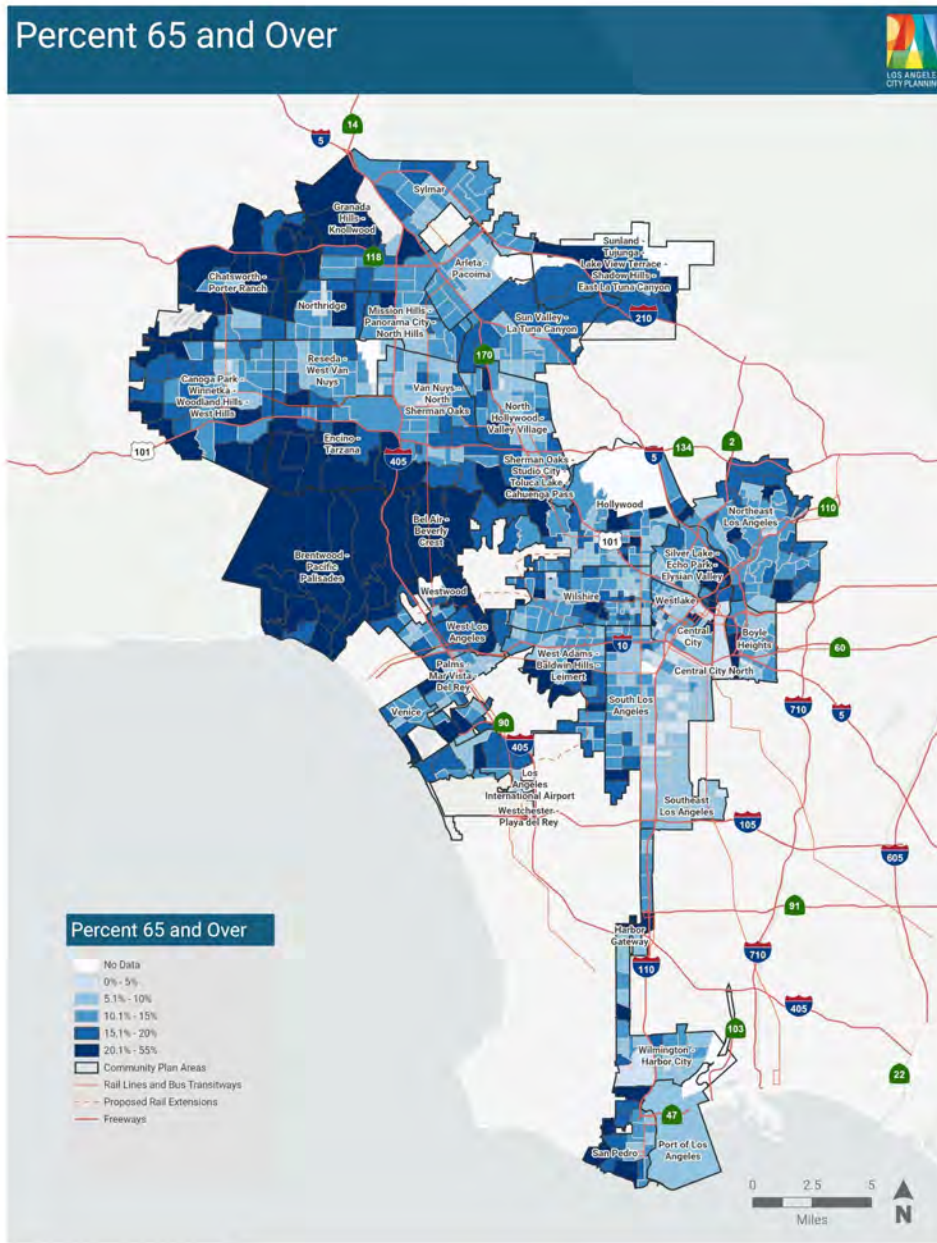 Percent 65 and Over
LOS ANGELES
CITY PLANNING
14
5
Sylmar
Granada
Hills -
Knollwood
118
Arleta -
Pacoima
Sunland -
Tujunga -
Lake View Terrace -
Shadow Hills -
East La Tuna Canyon
Chatsworth -
Porter Ranch
Northridge
Mission Hills -
Panorama City -
North Hills
Sun Valley -
La Tuna Canyon
210
170
Reseda -
West Van
Nuys
Canoga Park -
Winnetka -
Woodland Hills -
West Hills
Van Nuys -
North
Sherman Oaks
North
Hollywood -
Valley Village
101
Encino -
Tarzana
405
Sherman Oaks -
Studio City -
Toluca Lake -
Cahuenga Pass
5
134
2
Hollywood
Northeast
Los Angeles
110
101
Bel Air -
Beverly
Crest
Brentwood -
Pacific
Palisades
Silver Lake -
Echo Park -
Elysian Valley
Westwood
Wilshire
Westlake
West Los
Angeles
Central
City
Boyle
Heights
10
60
West Adams -
Baldwin Hills -
Leimert
Central City North
Palms -
Mar Vista -
Del Rey
Venice
South Los
Angeles
710
5
90
405
Los
Angeles
International Airport
Westchester -
Playa del Rey
Southeast
Los Angeles
105
605
91
Harbor
Gateway
110
710
405
103
Wilmington -
Harbor City
22
47
San Pedro
Port of Los
Angeles
Percent 65 and Over
No Data
0% - 5%
5.1% - 10%
10.1% - 15%
15.1% - 20%
20.1% - 55%
Community Plan Areas
Rail Lines and Bus Transitways
Proposed Rail Extensions
Freeways
0 2.5 5
Miles
N